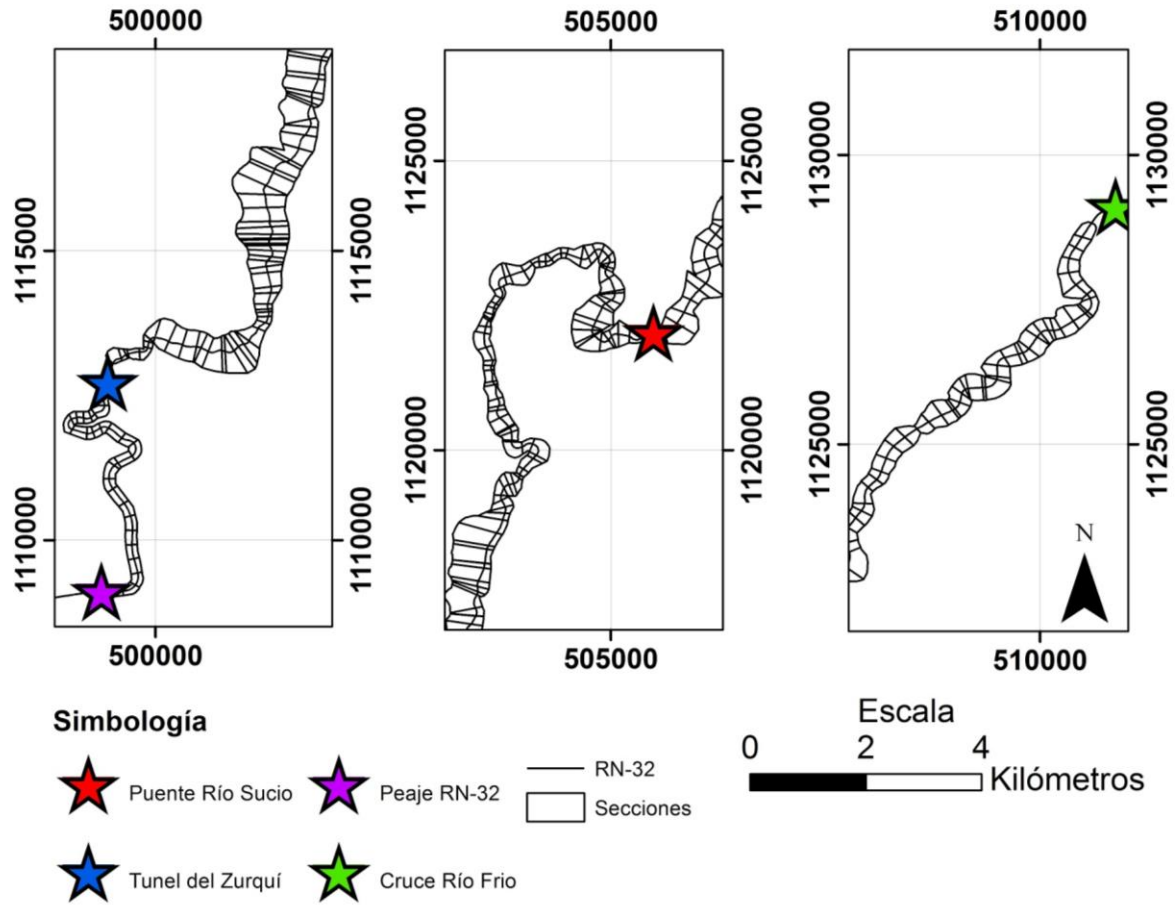 500000
505000
510000
1115000
1115000
1110000
1110000
1125000
1125000
1120000
1120000
1130000
1130000
1125000
1125000
N
500000
505000
510000
Simbología
Escala
0 2 4
Kilómetros
Puente Río Sucio
Peaje RN-32
RN-32
Secciones
Tunel del Zurquí
Cruce Río Frio